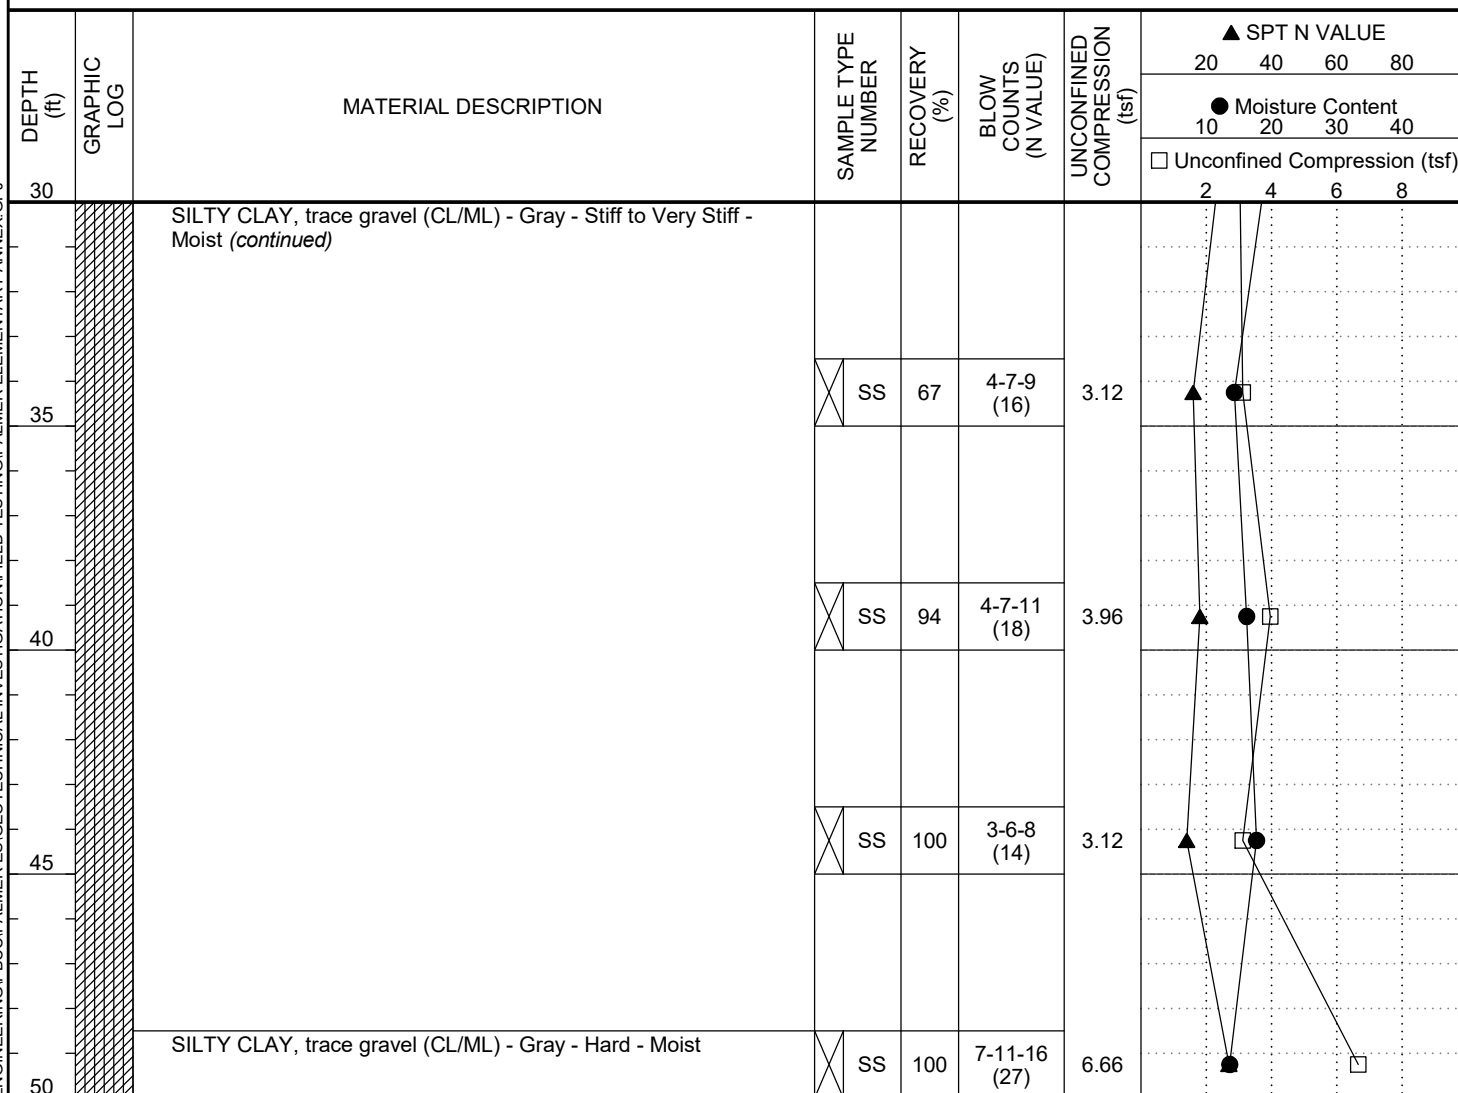 DEPTH
(ft)
GRAPHIC
LOG
MATERIAL DESCRIPTION
SAMPLE TYPE
NUMBER
RECOVERY
(%)
BLOW
COUNTS
(N VALUE)
UNCONFINED
COMPRESSION
(tsf)
▲ SPT N VALUE
20 40 60 80
● Moisture Content
10 20 30 40
□ Unconfined Compression (tsf)
2 4 6 8
30
SILTY CLAY, trace gravel (CL/ML) - Gray - Stiff to Very Stiff -
Moist (continued)
SS 67 4-7-9
(16)
3.12
35
SS 94 4-7-11
(18)
3.96
40
SS 100 3-6-8
(14)
3.12
45
SILTY CLAY, trace gravel (CL/ML) - Gray - Hard - Moist
SS 100 7-11-16
(27)
6.66
50